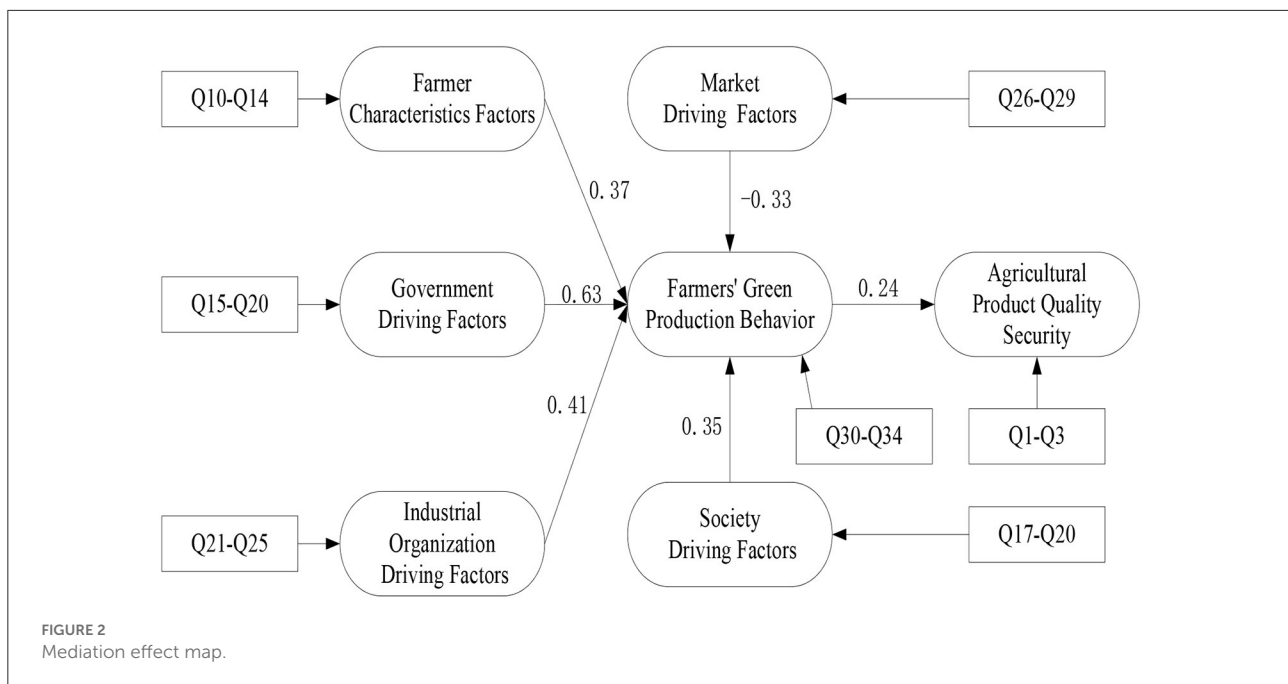 Q10-Q14
Farmer
Characteristics Factors
Market
Driving Factors
Q26-Q29
0.37
-0.33
Q15-Q20
Government
Driving Factors
0.63
Farmers' Green
Production Behavior
0.24
Agricultural
Product Quality
Security
0.41
0.35
Q30-Q34
Q1-Q3
Q21-Q25
Industrial
Organization
Driving Factors
Society
Driving Factors
Q17-Q20
FIGURE 2
Mediation effect map.